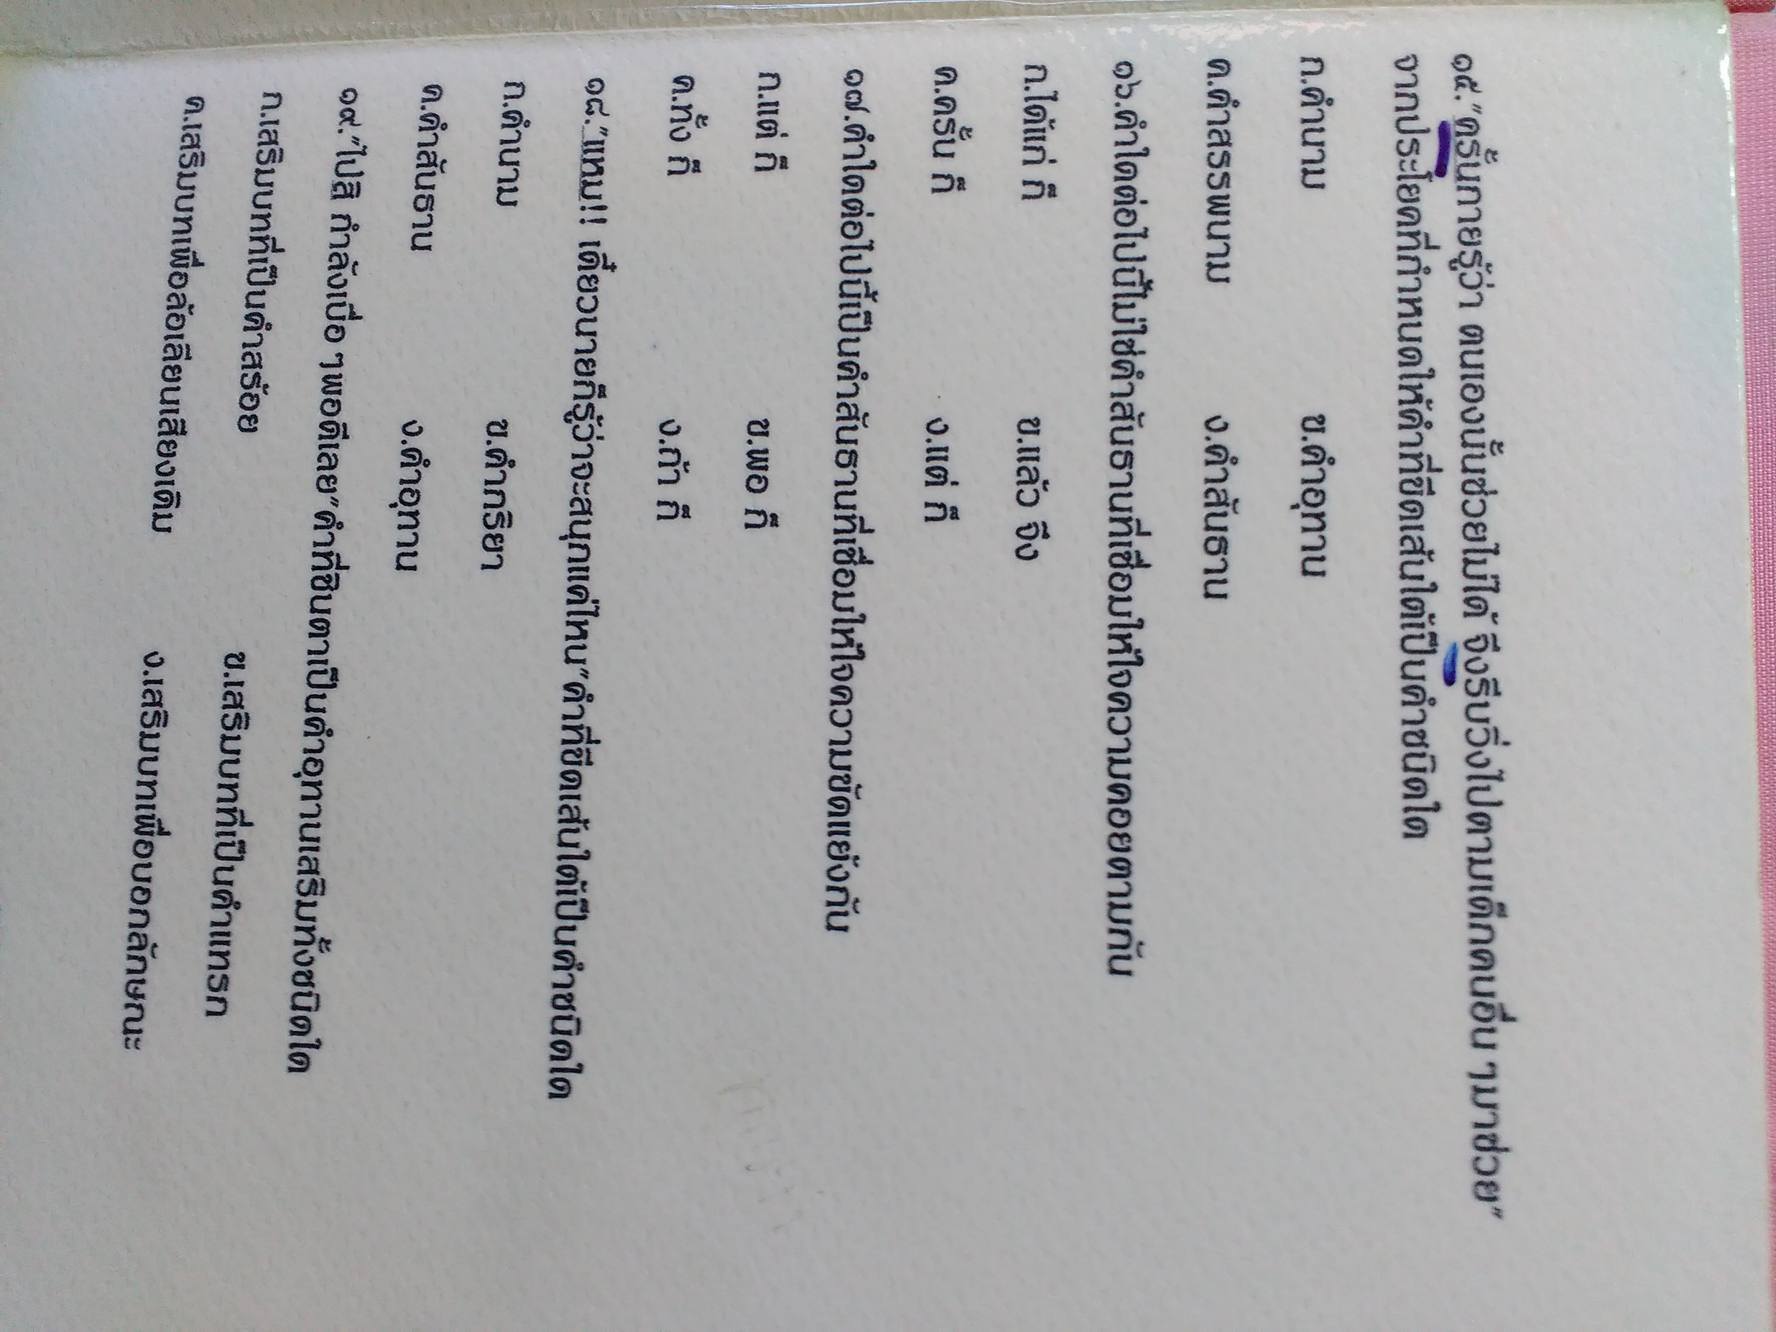 ๑๕."ครั้นกายรู้ว่า ตนเองนั้นช่วยไม่ได้ จึงรีบวิ่งไปตามเด็กคนอื่น ๆมาช่วย"
จากประโยคที่กำหนดให้คำที่ขีดเส้นใต้เป็นคำชนิดใด
ก.คำนาม ข.คำอุทาน
ค.คำสรรพนาม ง.คำสันธาน
๑๖.คำใดต่อไปนี้ไม่ใช่คำสันธานที่เชื่อมให้ใจความคอยตามกัน
ก.ได้แก่ ก็ ข.แล้ว จึง
ค.ครั้น ก็ ง.แต่ ก็
๑๗.คำใดต่อไปนี้เป็นคำสันธานที่เชื่อมให้ใจความขัดแย้งกัน
ก.แต่ ก็ ข.พอ ก็
ค.ทั้ง ก็ ง.ถ้า ก็
๑๘."แหม!! เดี๋ยวนายก็รู้ว่าจะสนุกแค่ไหน"คำที่ขีดเส้นใต้เป็นคำชนิดใด
ก.คำนาม ข.คำกริยา
ค.คำสันธาน ง.คำอุทาน
๑๙."ไปสิ กำลังเบื่อ ๆพอดีเลย"คำที่ชินตาเป็นคำอุทานเสริมทั้งชนิดใด
ก.เสริมบทที่เป็นคำสร้อย ข.เสริมบทที่เป็นคำแทรก
ค.เสริมบทเพื่อล้อเลียนเสียงเดิม ง.เสริมบทเพื่อบอกลักษณะ